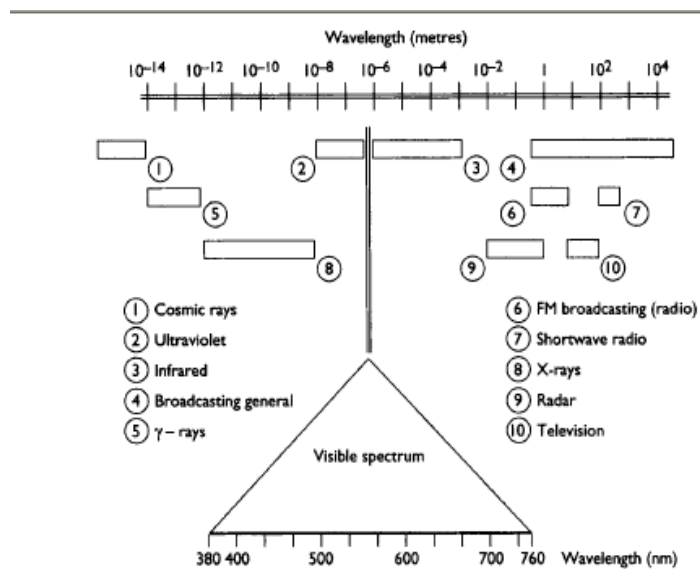 Wavelength (metres)
10⁻¹⁴ 10⁻¹² 10⁻¹⁰ 10⁻⁸ 10⁻⁶ 10⁻⁴ 10⁻² 1 10² 10⁴
① ② ③ ④
⑤ ⑥ ⑦
⑧ ⑨ ⑩
① Cosmic rays
② Ultraviolet
③ Infrared
④ Broadcasting general
⑤ γ – rays
⑥ FM broadcasting (radio)
⑦ Shortwave radio
⑧ X-rays
⑨ Radar
⑩ Television
Visible spectrum
380 400 500 600 700 760 Wavelength (nm)